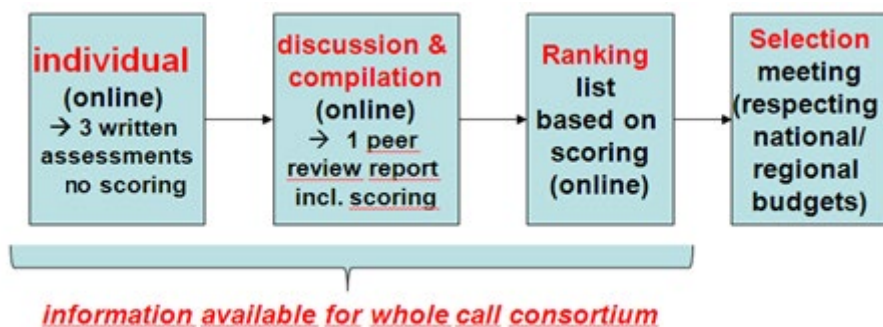 individual
(online)
→ 3 written
assessments
no scoring
discussion &
compilation
(online)
→ 1 peer
review report
incl. scoring
Ranking
list
based on
scoring
(online)
Selection
meeting
(respecting
national/
regional
budgets)
information available for whole call consortium